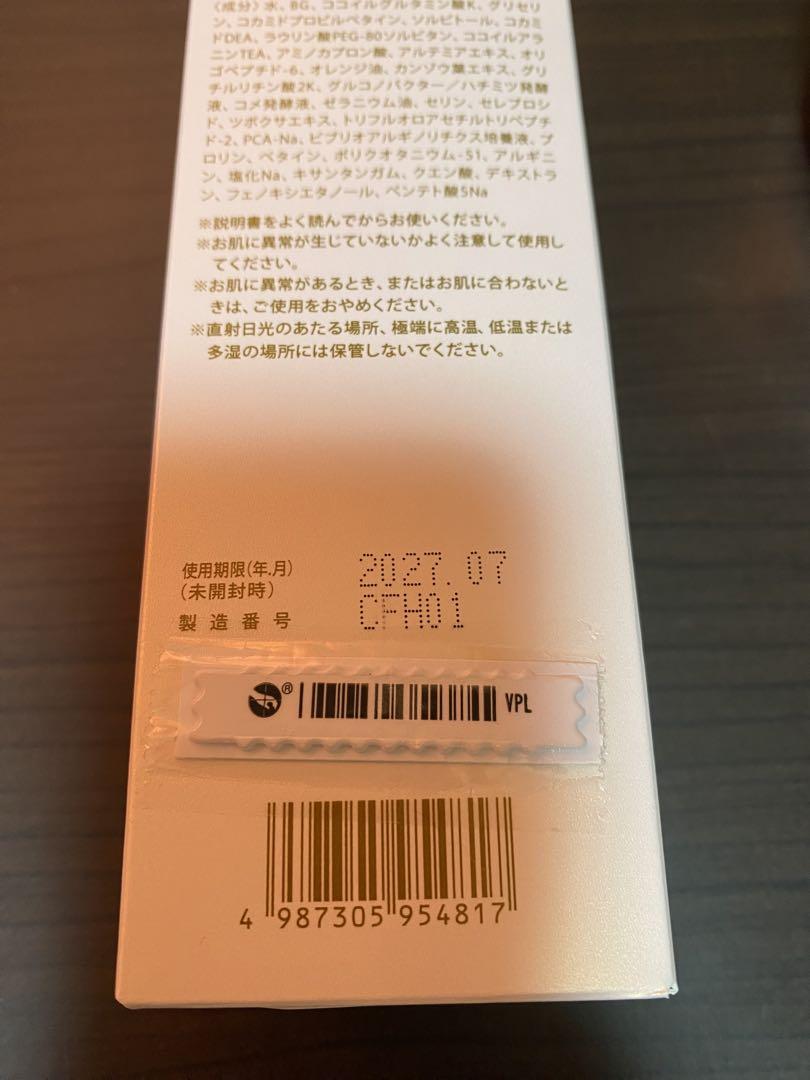 〈成分〉水、BG、ココイルグルタミン酸K、グリセリ
ン、コカミドプロピルベタイン、ソルビトール、コカミ
ドDEA、ラウリン酸PEG-80ソルビタン、ココイルアラ
ニンTEA、アミノカプロン酸、アルテミアエキス、オリ
ゴペプチド-6、オレンジ油、カンゾウ葉エキス、グリ
チルリチン酸2K、グルコノバクター／ハチミツ発酵
液、コメ発酵液、ゼラニウム油、セリン、セレブロシ
ド、ツボクサエキス、トリフルオロアセチルトリペプチ
ド-2、PCA-Na、ビブリオアルギノリチクス培養液、プ
ロリン、ベタイン、ポリクオタニウム-51、アルギニ
ン、塩化Na、キサンタンガム、クエン酸、デキストラ
ン、フェノキシエタノール、ペンテト酸5Na
※説明書をよく読んでからお使いください。
※お肌に異常が生じていないかよく注意して使用し
てください。
※お肌に異常があるとき、またはお肌に合わないと
きは、ご使用をおやめください。
※直射日光のあたる場所、極端に高温、低温または
多湿の場所には保管しないでください。
使用期限(年.月) 2027.07
(未開封時)
製造番号 CFH01
® VPL
4 987305 954817